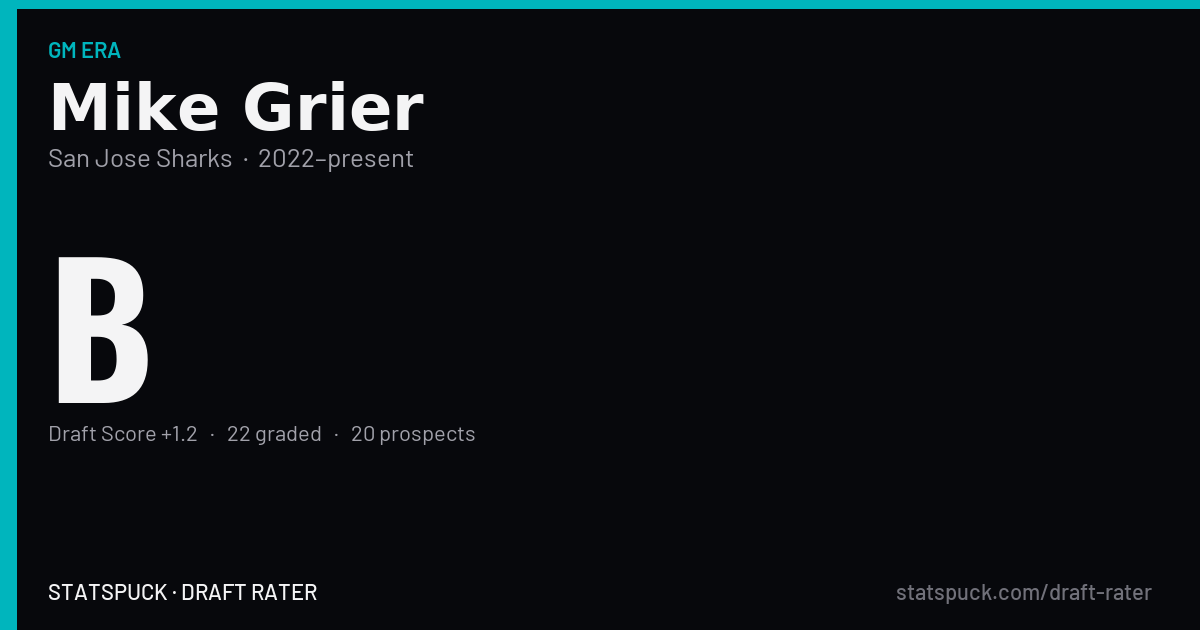 GM ERA
Mike Grier
San Jose Sharks · 2022–present
B
Draft Score +1.2 · 22 graded · 20 prospects
STATSPUCK · DRAFT RATER
statspuck.com/draft-rater